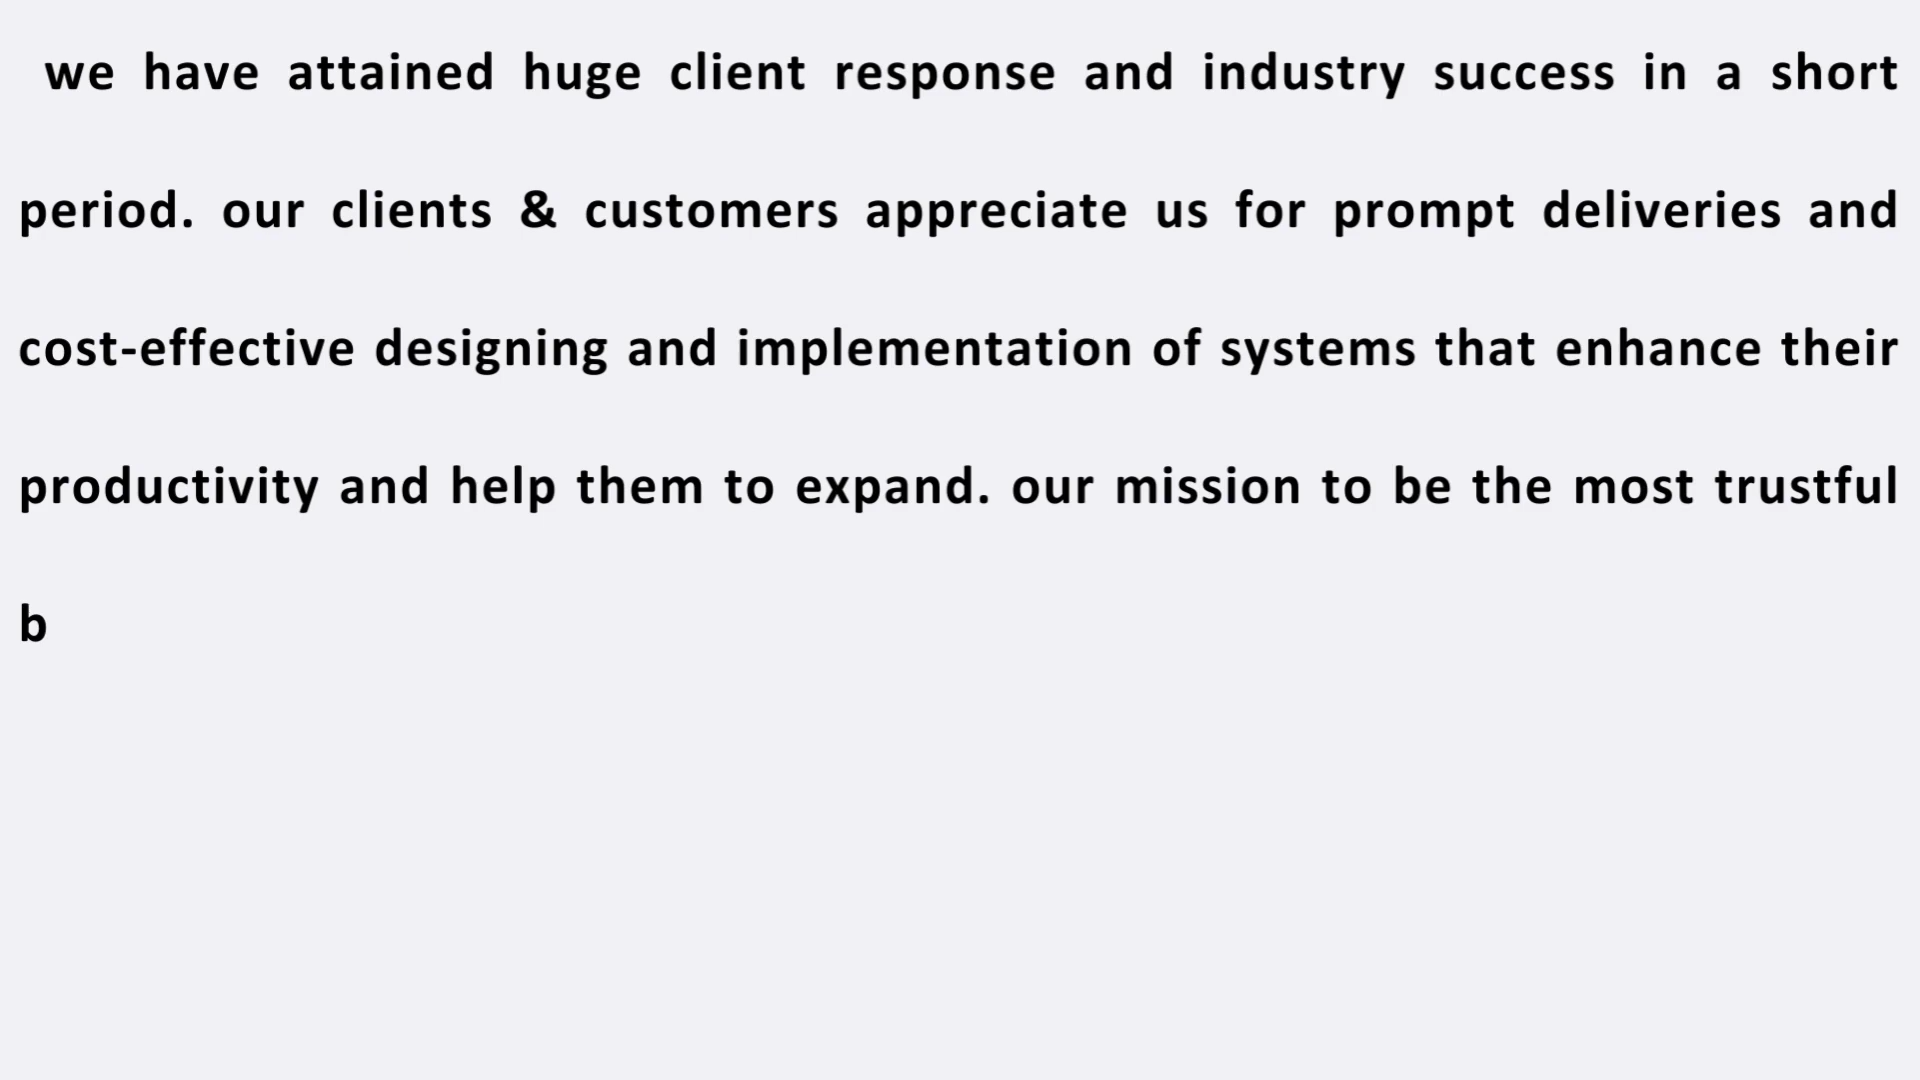 we have attained huge client response and industry success in a short
period. our clients & customers appreciate us for prompt deliveries and
cost-effective designing and implementation of systems that enhance their
productivity and help them to expand. our mission to be the most trustful
b